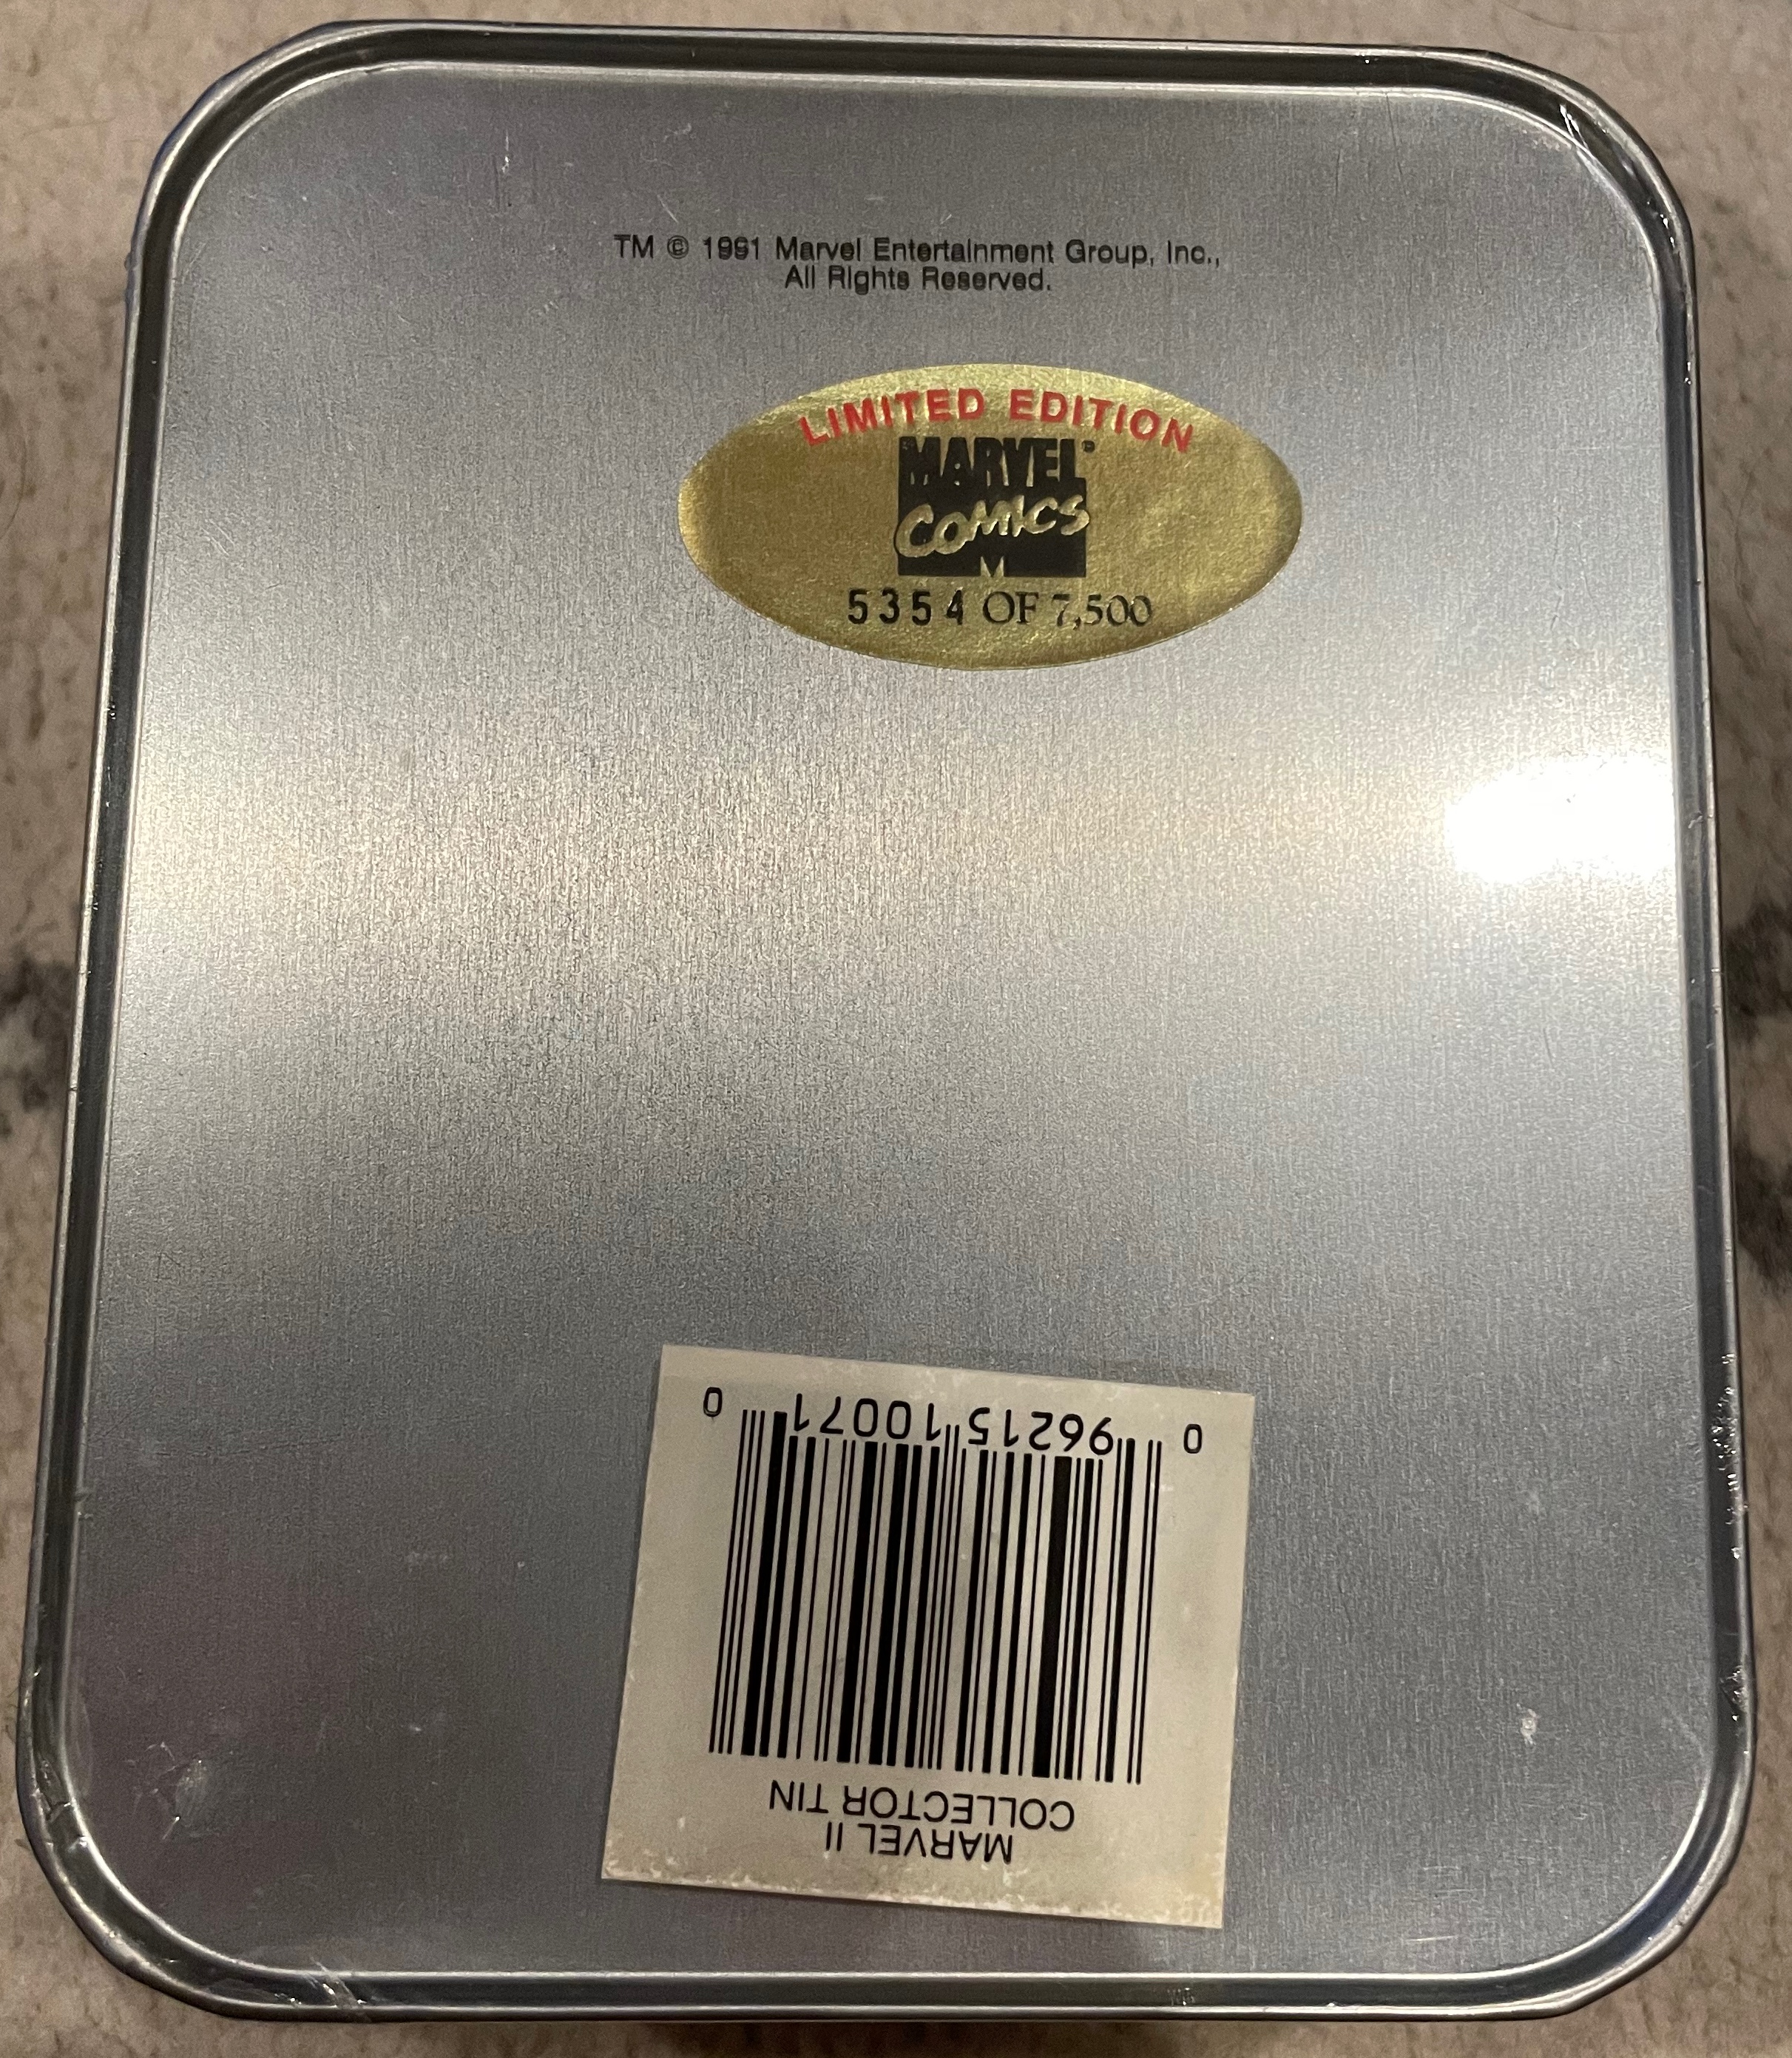 TM © 1991 Marvel Entertainment Group, Inc.,
All Rights Reserved.
LIMITED EDITION
MARVEL®
COMICS
5354 OF 7,500
0 96215 10071 0
MARVEL II
COLLECTOR TIN